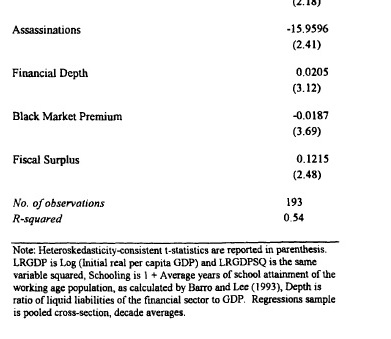 (2.18)
Assassinations -15.9596
(2.41)
Financial Depth 0.0205
(3.12)
Black Market Premium -0.0187
(3.69)
Fiscal Surplus 0.1215
(2.48)
No. of observations 193
R-squared 0.54
Note: Heteroskedasticity-consistent t-statistics are reported in parenthesis.
LRGDP is Log (Initial real per capita GDP) and LRGDPSQ is the same
variable squared, Schooling is 1 + Average years of school attainment of the
working age population, as calculated by Barro and Lee (1993), Depth is
ratio of liquid liabilities of the financial sector to GDP. Regressions sample
is pooled cross-section, decade averages.